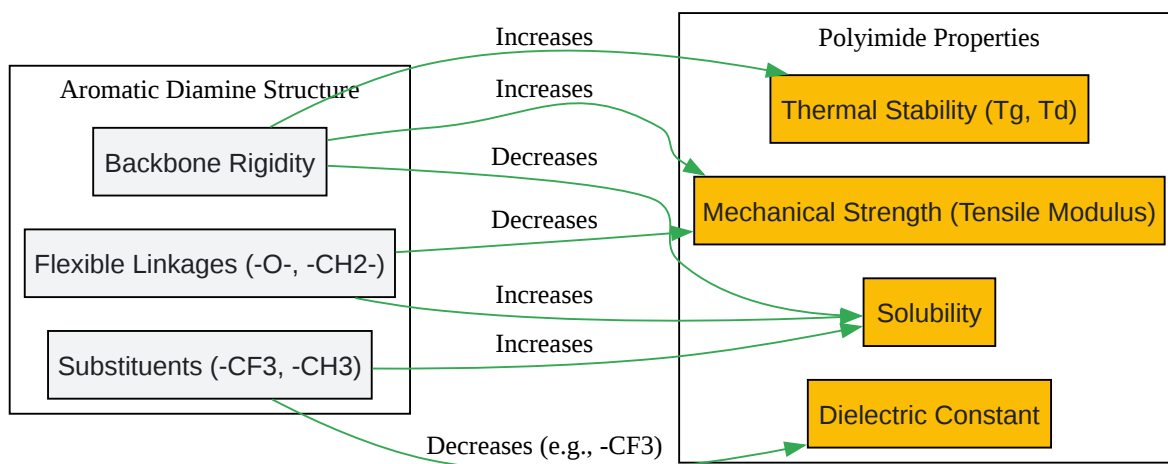 Aromatic Diamine Structure
Backbone Rigidity
Flexible Linkages (-O-, -CH2-)
Substituents (-CF3, -CH3)
Increases
Increases
Decreases
Decreases
Increases
Increases
Decreases (e.g., -CF3)
Polyimide Properties
Thermal Stability (Tg, Td)
Mechanical Strength (Tensile Modulus)
Solubility
Dielectric Constant